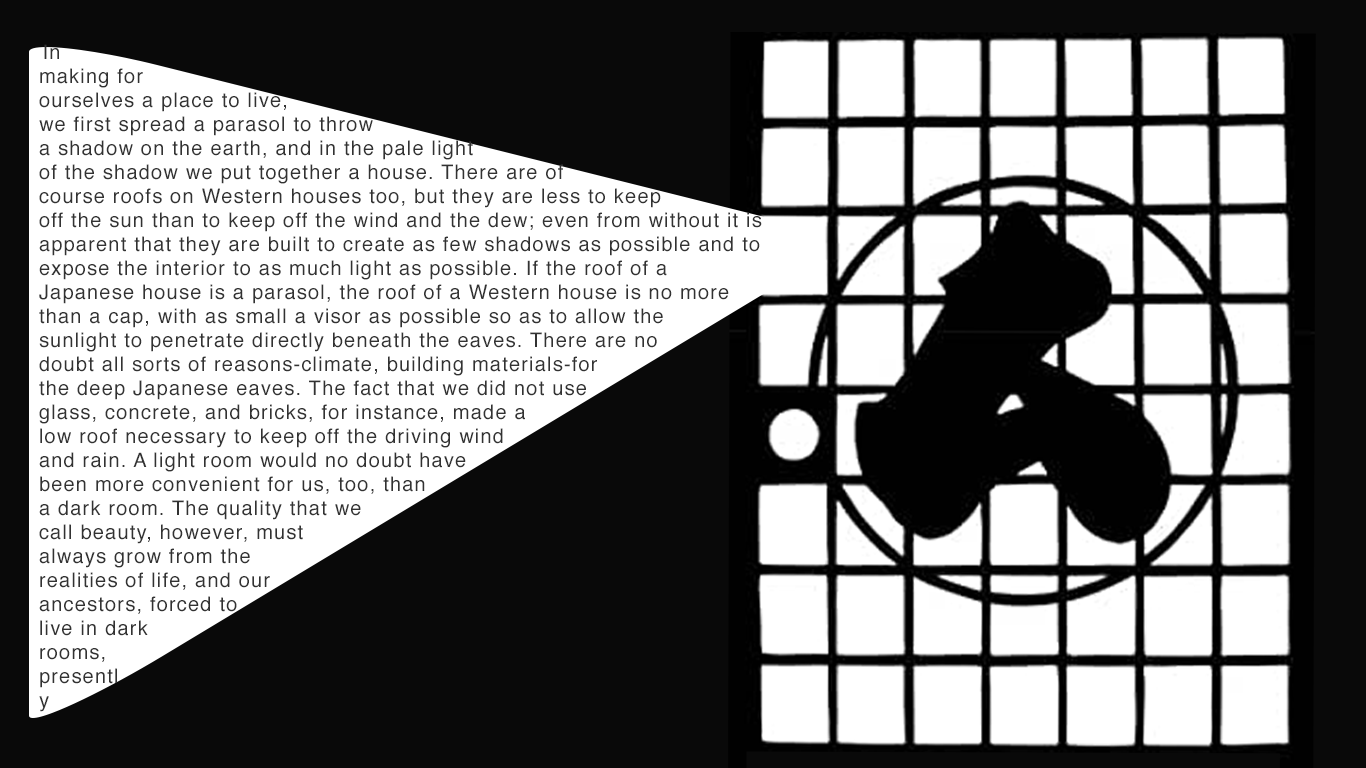 In
making for
ourselves a place to live,
we first spread a parasol to throw
a shadow on the earth, and in the pale light
of the shadow we put together a house. There are of
course roofs on Western houses too, but they are less to keep
off the sun than to keep off the wind and the dew; even from without it is
apparent that they are built to create as few shadows as possible and to
expose the interior to as much light as possible. If the roof of a
Japanese house is a parasol, the roof of a Western house is no more
than a cap, with as small a visor as possible so as to allow the
sunlight to penetrate directly beneath the eaves. There are no
doubt all sorts of reasons-climate, building materials-for
the deep Japanese eaves. The fact that we did not use
glass, concrete, and bricks, for instance, made a
low roof necessary to keep off the driving wind
and rain. A light room would no doubt have
been more convenient for us, too, than
a dark room. The quality that we
call beauty, however, must
always grow from the
realities of life, and our
ancestors, forced to
live in dark
rooms,
presentl
y